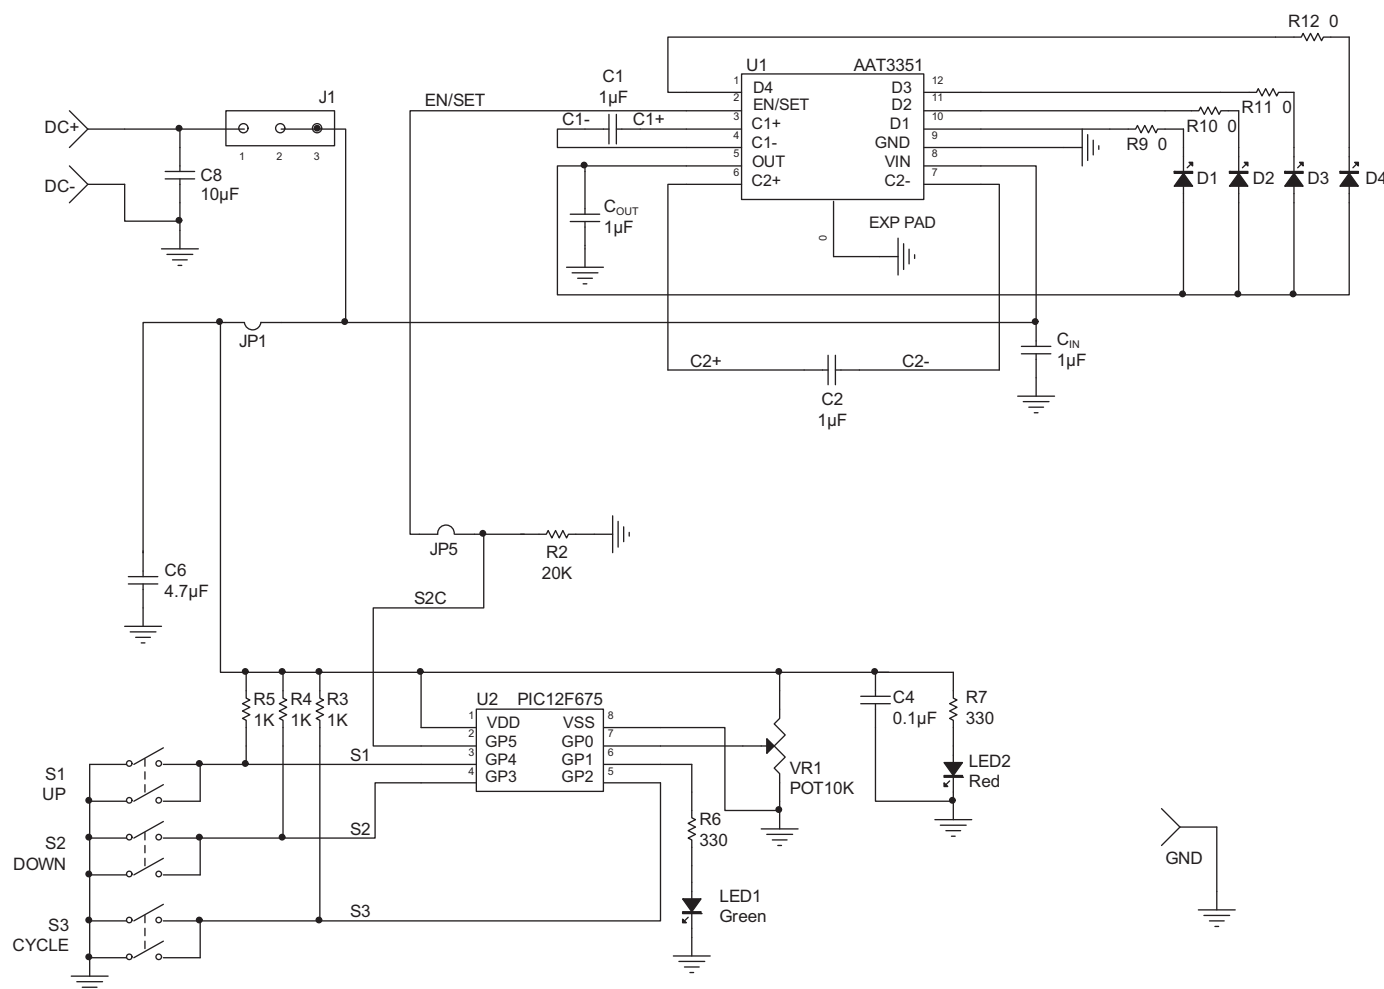 R12 0
U1 AAT3351
C1
1µF
J1
DC+
1 2 3
C8
10µF
DC-
EN/SET
C1- C1+
1 D4 D3 12
2 EN/SET D2 11
3 C1+ D1 10
4 C1- GND 9
5 OUT VIN 8
6 C2+ C2- 7
R11 0
R10 0
R9 0
D1 D2 D3 D4
COUT
1µF
0
EXP PAD
JP1
C2+ C2-
C2
1µF
CIN
1µF
JP5
R2
20K
C6
4.7µF
S2C
R5
1K
R4
1K
R3
1K
U2 PIC12F675
1 VDD VSS 8
2 GP5 GP0 7
3 GP4 GP1 6
4 GP3 GP2 5
C4
0.1µF
R7
330
VR1
POT10K
LED2
Red
S1
UP
S1
S2
DOWN
S2
R6
330
GND
S3
CYCLE
S3
LED1
Green